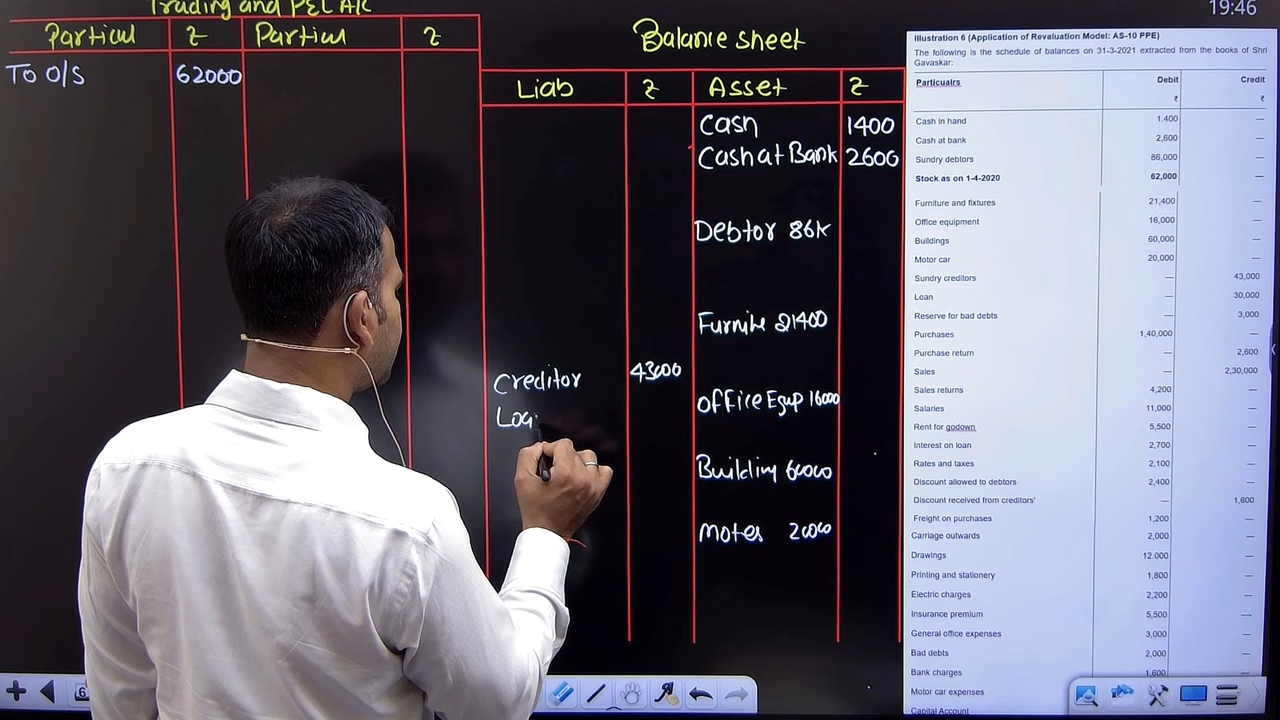 Trading and P&L A/c
Particul ₹ Particul ₹
To O/S 62000
Balance sheet
Liab ₹ Asset ₹
Cash 1400
Cash at Bank 2600
Debtor 86k
Furnite 21400
Creditor 43000
Office Equp 16000
Loa
Building 60000
Moter 20000
19:46
Illustration 6 (Application of Revaluation Model: AS-10 PPE)
The following is the schedule of balances on 31-3-2021 extracted from the books of Shri
Gavaskar:
Particualrs Debit Credit
₹ ₹
Cash in hand 1,400 —
Cash at bank 2,600 —
Sundry debtors 86,000 —
Stock as on 1-4-2020 62,000 —
Furniture and fixtures 21,400 —
Office equipment 16,000 —
Buildings 60,000 —
Motor car 20,000 —
Sundry creditors — 43,000
Loan — 30,000
Reserve for bad debts — 3,000
Purchases 1,40,000 —
Purchase return — 2,600
Sales — 2,30,000
Sales returns 4,200 —
Salaries 11,000 —
Rent for godown 5,500 —
Interest on loan 2,700 —
Rates and taxes 2,100 —
Discount allowed to debtors 2,400 —
Discount received from creditors' — 1,600
Freight on purchases 1,200 —
Carriage outwards 2,000 —
Drawings 12.000 —
Printing and stationery 1,800 —
Electric charges 2,200 —
Insurance premium 5,500 —
General office expenses 3,000 —
Bad debts 2,000 —
Bank charges 1,600 —
Motor car expenses
Capital Account